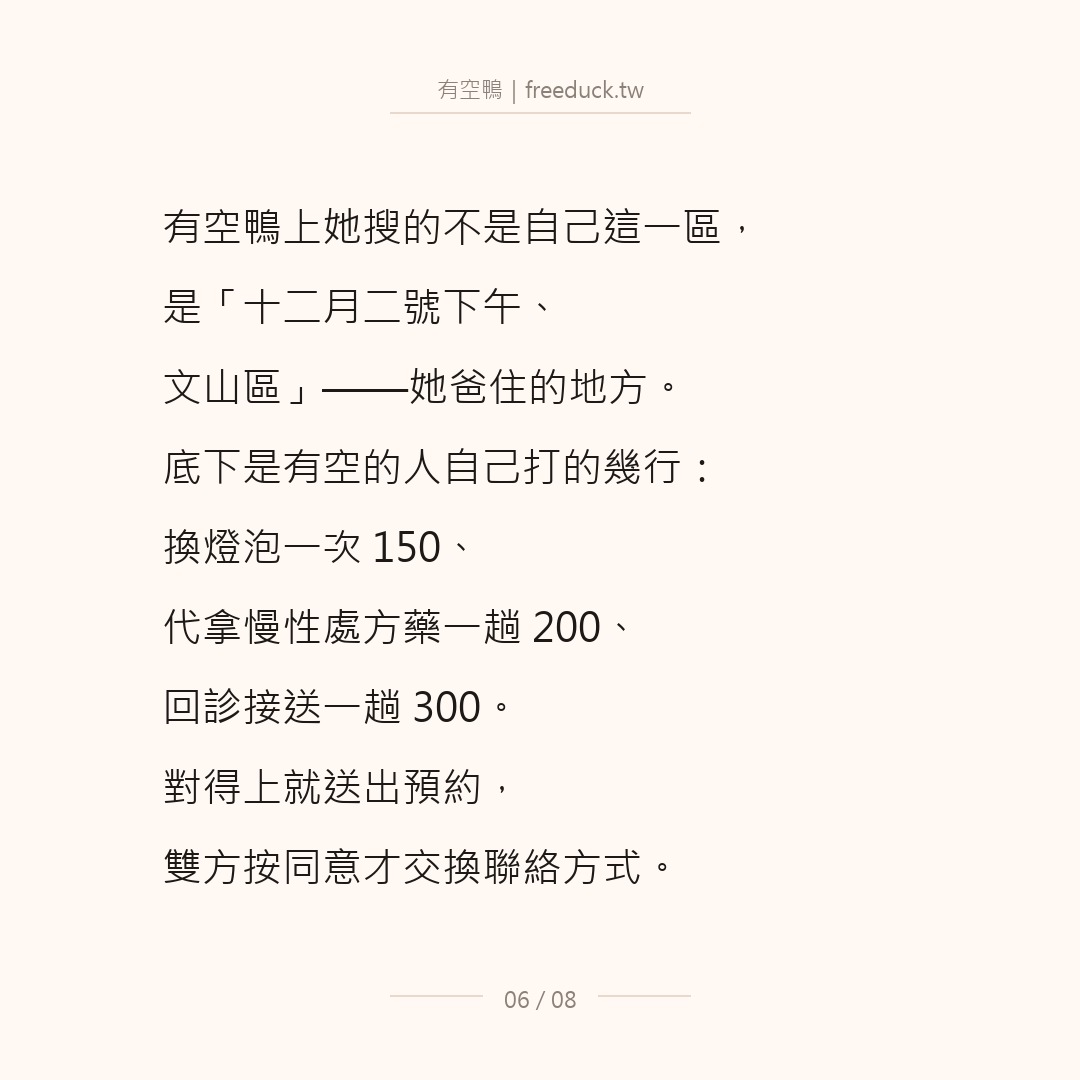 有空鴨｜freeduck.tw
有空鴨上她搜的不是自己這一區，
是「十二月二號下午、
文山區」——她爸住的地方。
底下是有空的人自己打的幾行：
換燈泡一次 150、
代拿慢性處方藥一趟 200、
回診接送一趟 300。
對得上就送出預約，
雙方按同意才交換聯絡方式。
06 / 08